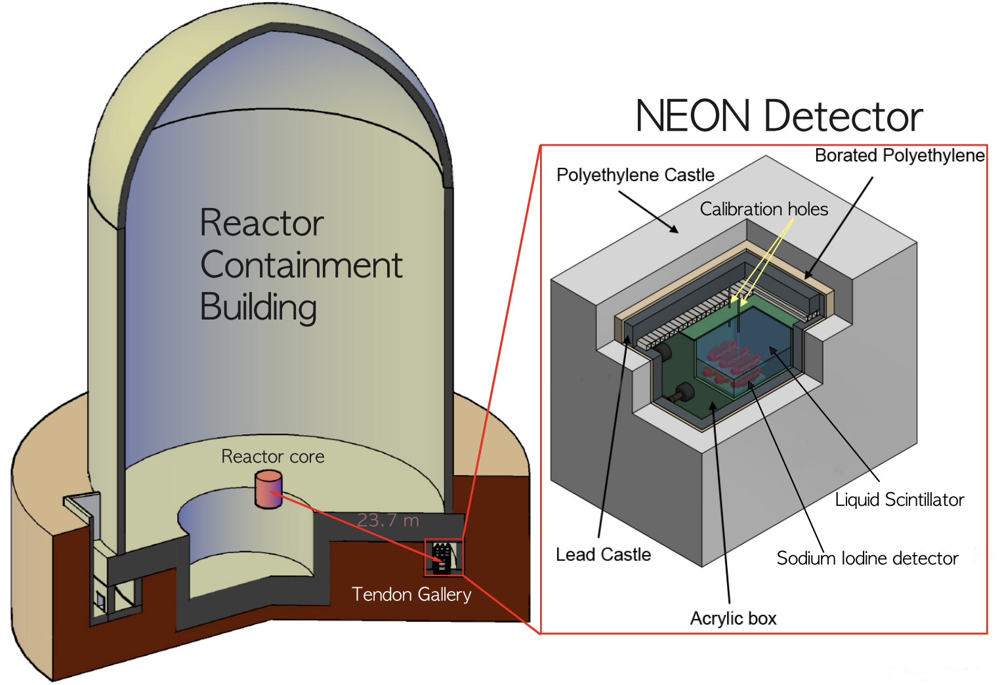 NEON Detector
Reactor
Containment
Building
Reactor core
23.7 m
Tendon Gallery
Borated Polyethylene
Polyethylene Castle
Calibration holes
Liquid Scintillator
Lead Castle
Sodium Iodine detector
Acrylic box